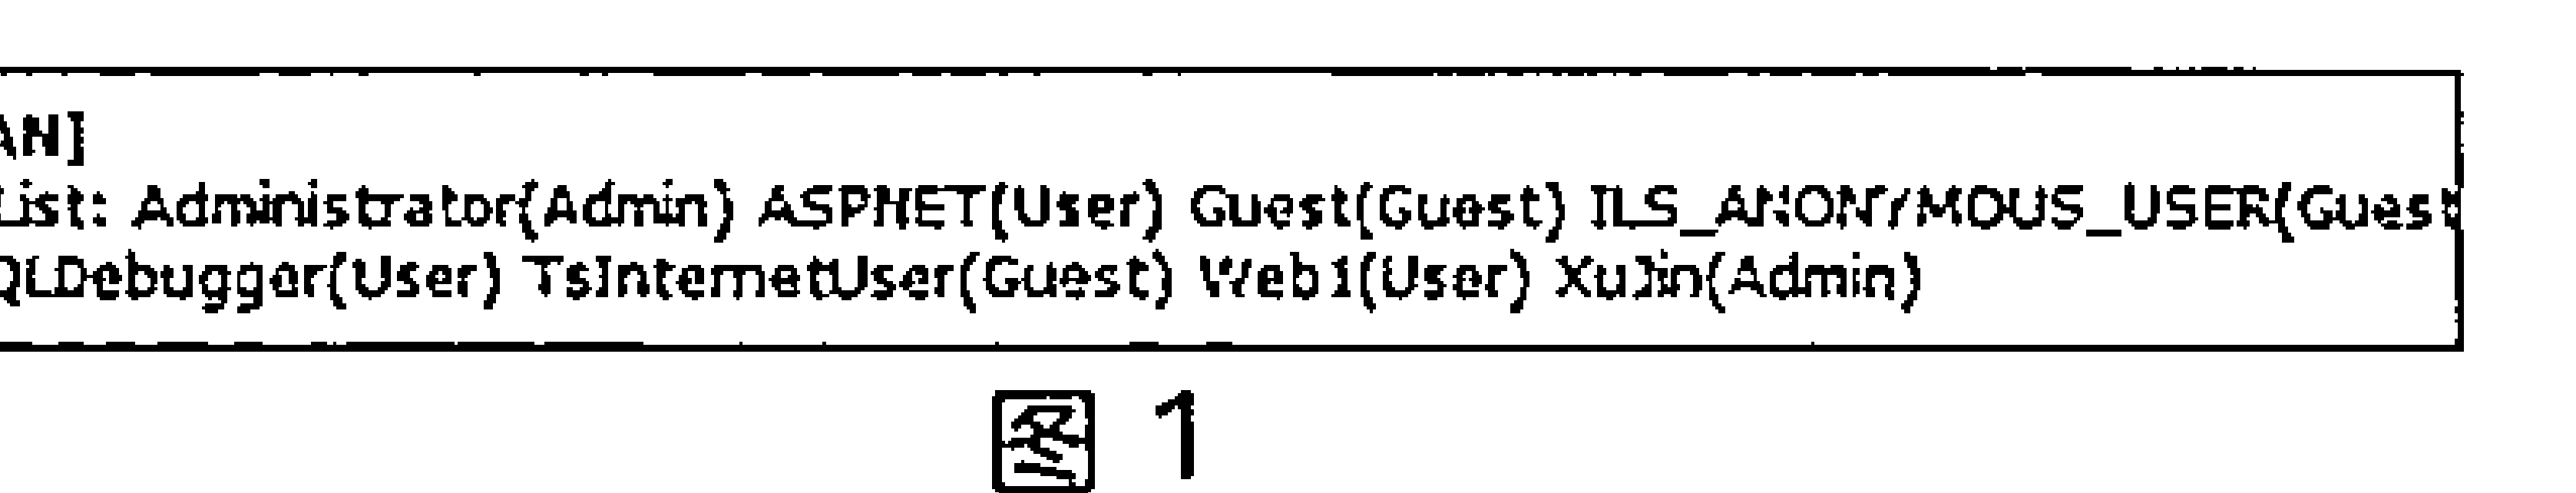 AN]
List: Administrator(Admin) ASPNET(User) Guest(Guest) ILS_ANONYMOUS_USER(Guest
QLDebugger(User) TsInternetUser(Guest) Web1(User) XuJin(Admin)
图 1